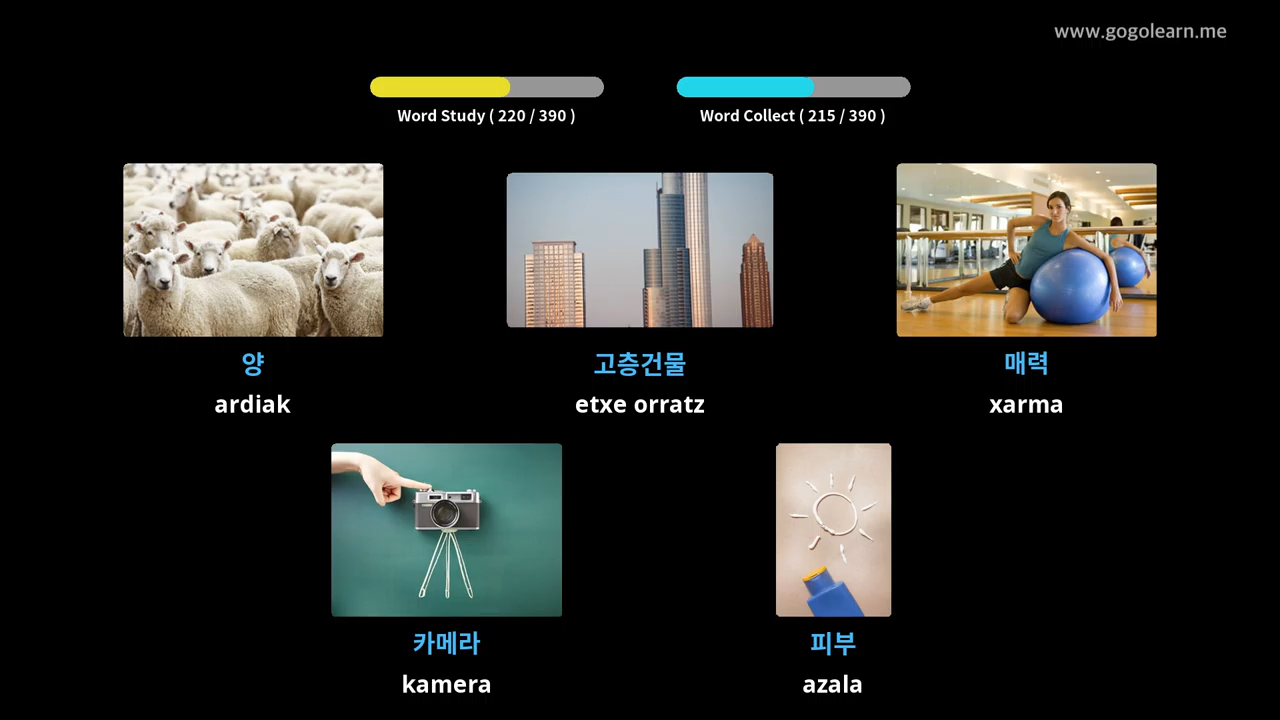 www.gogolearn.me
Word Study ( 220 / 390 )
Word Collect ( 215 / 390 )
양
ardiak
고층건물
etxe orratz
매력
xarma
카메라
kamera
피부
azala